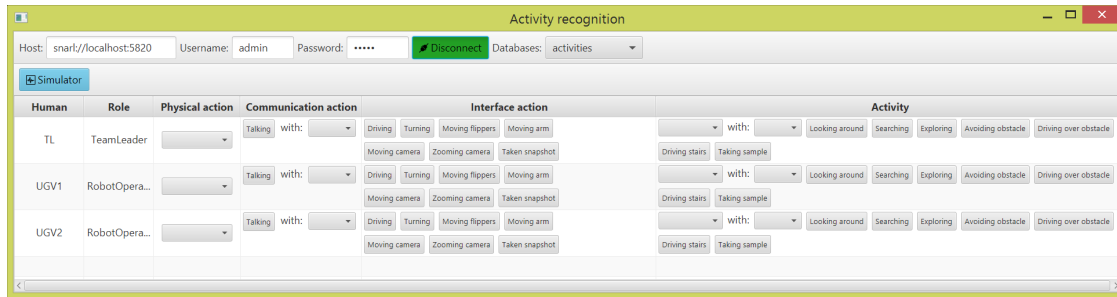 Activity recognition
Host: snarl://localhost:5820 Username: admin Password: ••••• Disconnect Databases: activities
Simulator
Human Role Physical action Communication action Interface action Activity
TL TeamLeader Talking with: Driving Turning Moving flippers Moving arm with: Looking around Searching Exploring Avoiding obstacle Driving over obstacle
Moving camera Zooming camera Taken snapshot Driving stairs Taking sample
UGV1 RobotOpera... Talking with: Driving Turning Moving flippers Moving arm with: Looking around Searching Exploring Avoiding obstacle Driving over obstacle
Moving camera Zooming camera Taken snapshot Driving stairs Taking sample
UGV2 RobotOpera... Talking with: Driving Turning Moving flippers Moving arm with: Looking around Searching Exploring Avoiding obstacle Driving over obstacle
Moving camera Zooming camera Taken snapshot Driving stairs Taking sample